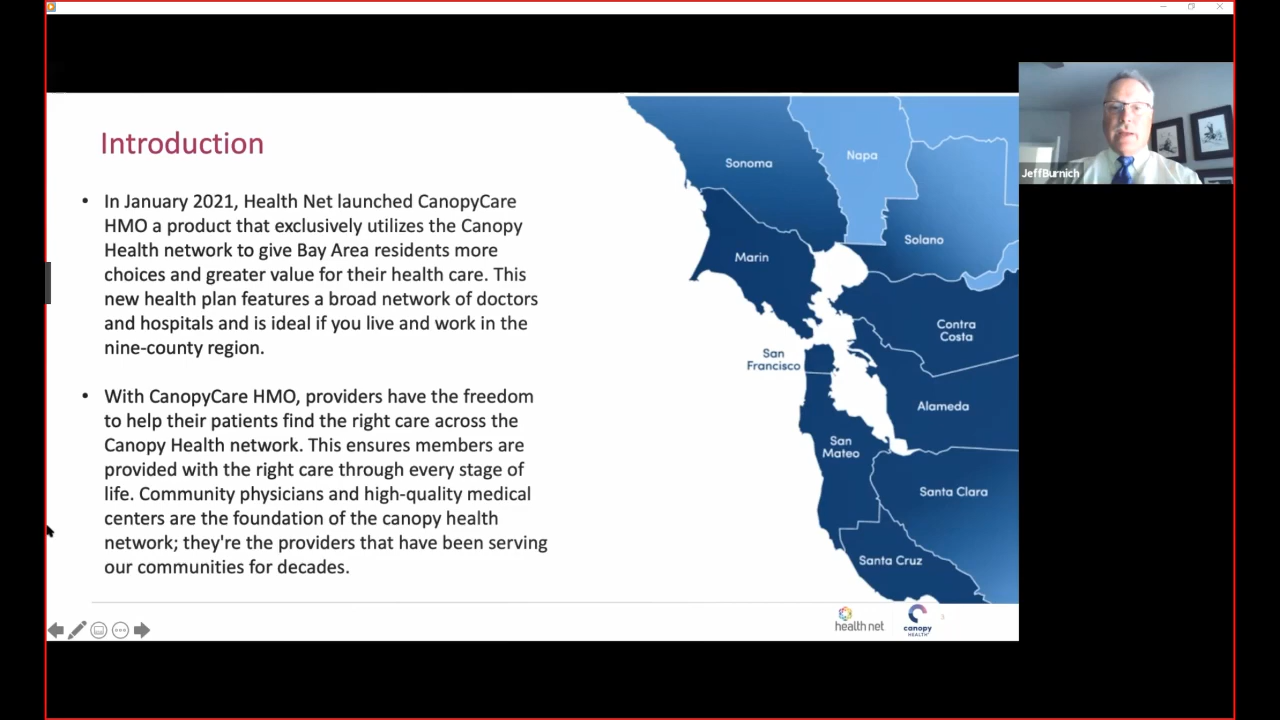 Introduction
• In January 2021, Health Net launched CanopyCare
HMO a product that exclusively utilizes the Canopy
Health network to give Bay Area residents more
choices and greater value for their health care. This
new health plan features a broad network of doctors
and hospitals and is ideal if you live and work in the
nine-county region.
• With CanopyCare HMO, providers have the freedom
to help their patients find the right care across the
Canopy Health network. This ensures members are
provided with the right care through every stage of
life. Community physicians and high-quality medical
centers are the foundation of the canopy health
network; they're the providers that have been serving
our communities for decades.
Sonoma
Napa
Solano
Marin
Contra
Costa
San
Francisco
Alameda
San
Mateo
Santa Clara
Santa Cruz
health net
canopy
HEALTH
3
JeffBurnich